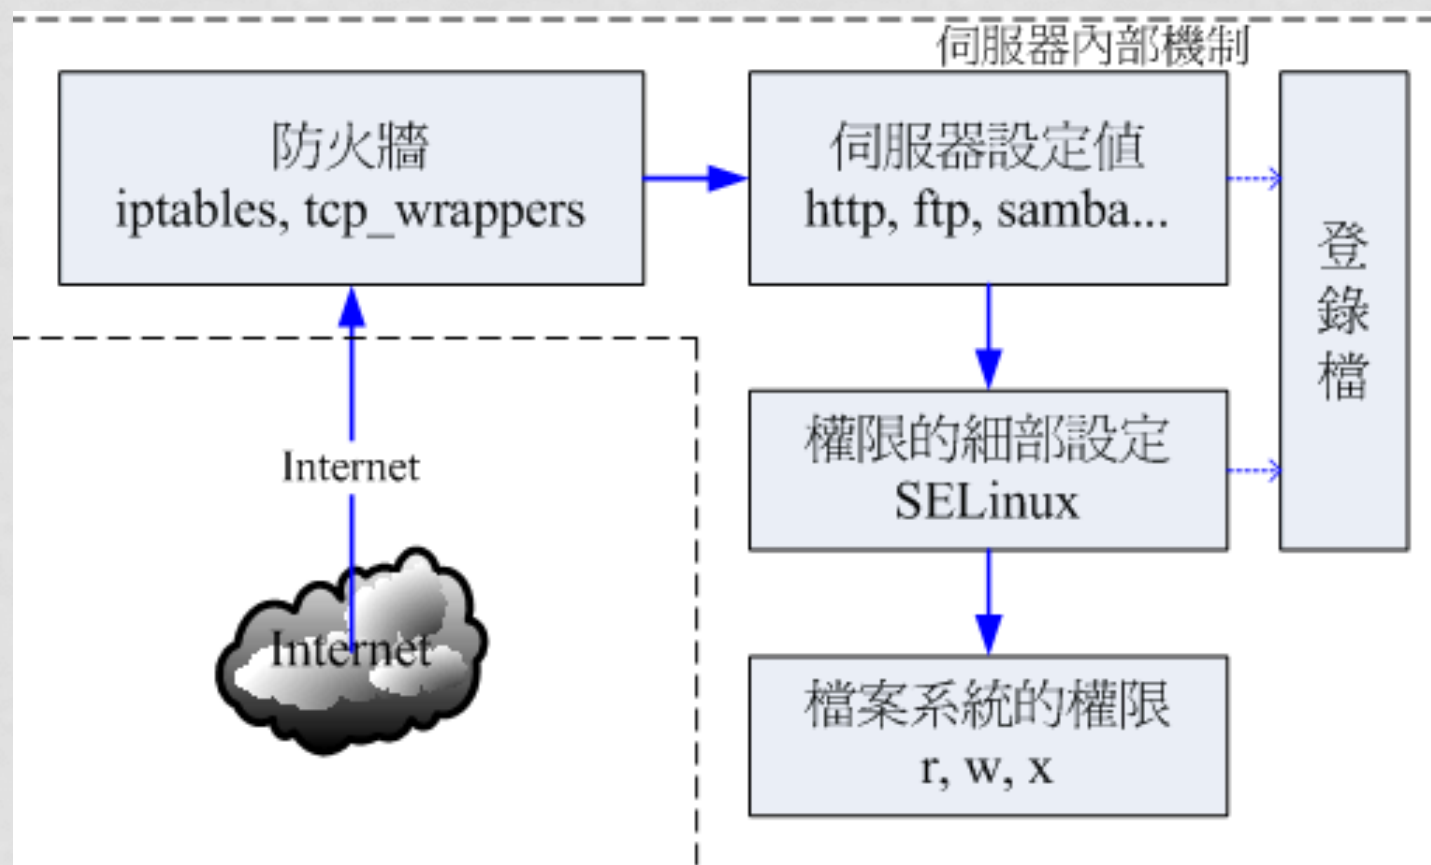 伺服器內部機制
防火牆
iptables, tcp_wrappers
伺服器設定值
http, ftp, samba...
登錄檔
Internet
權限的細部設定
SELinux
Internet
檔案系統的權限
r, w, x